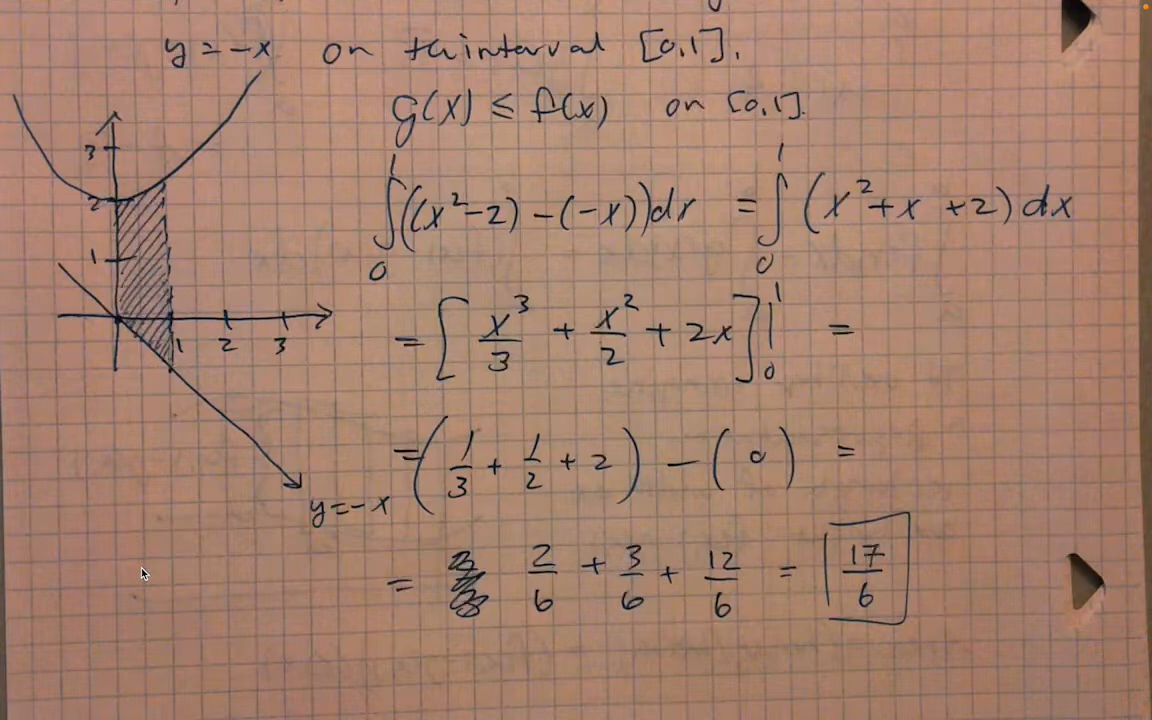 y = -x on th interval [0,1].
g(x) ≤ f(x) on [0,1].
∫₀¹ ((x²-2) - (-x)) dx = ∫₀¹ (x² + x + 2) dx
= [x³/3 + x²/2 + 2x] |₀¹ =
= (1/3 + 1/2 + 2) - (0) =
= 2/6 + 3/6 + 12/6 = 17/6
3
2
1
1 2 3
y = -x